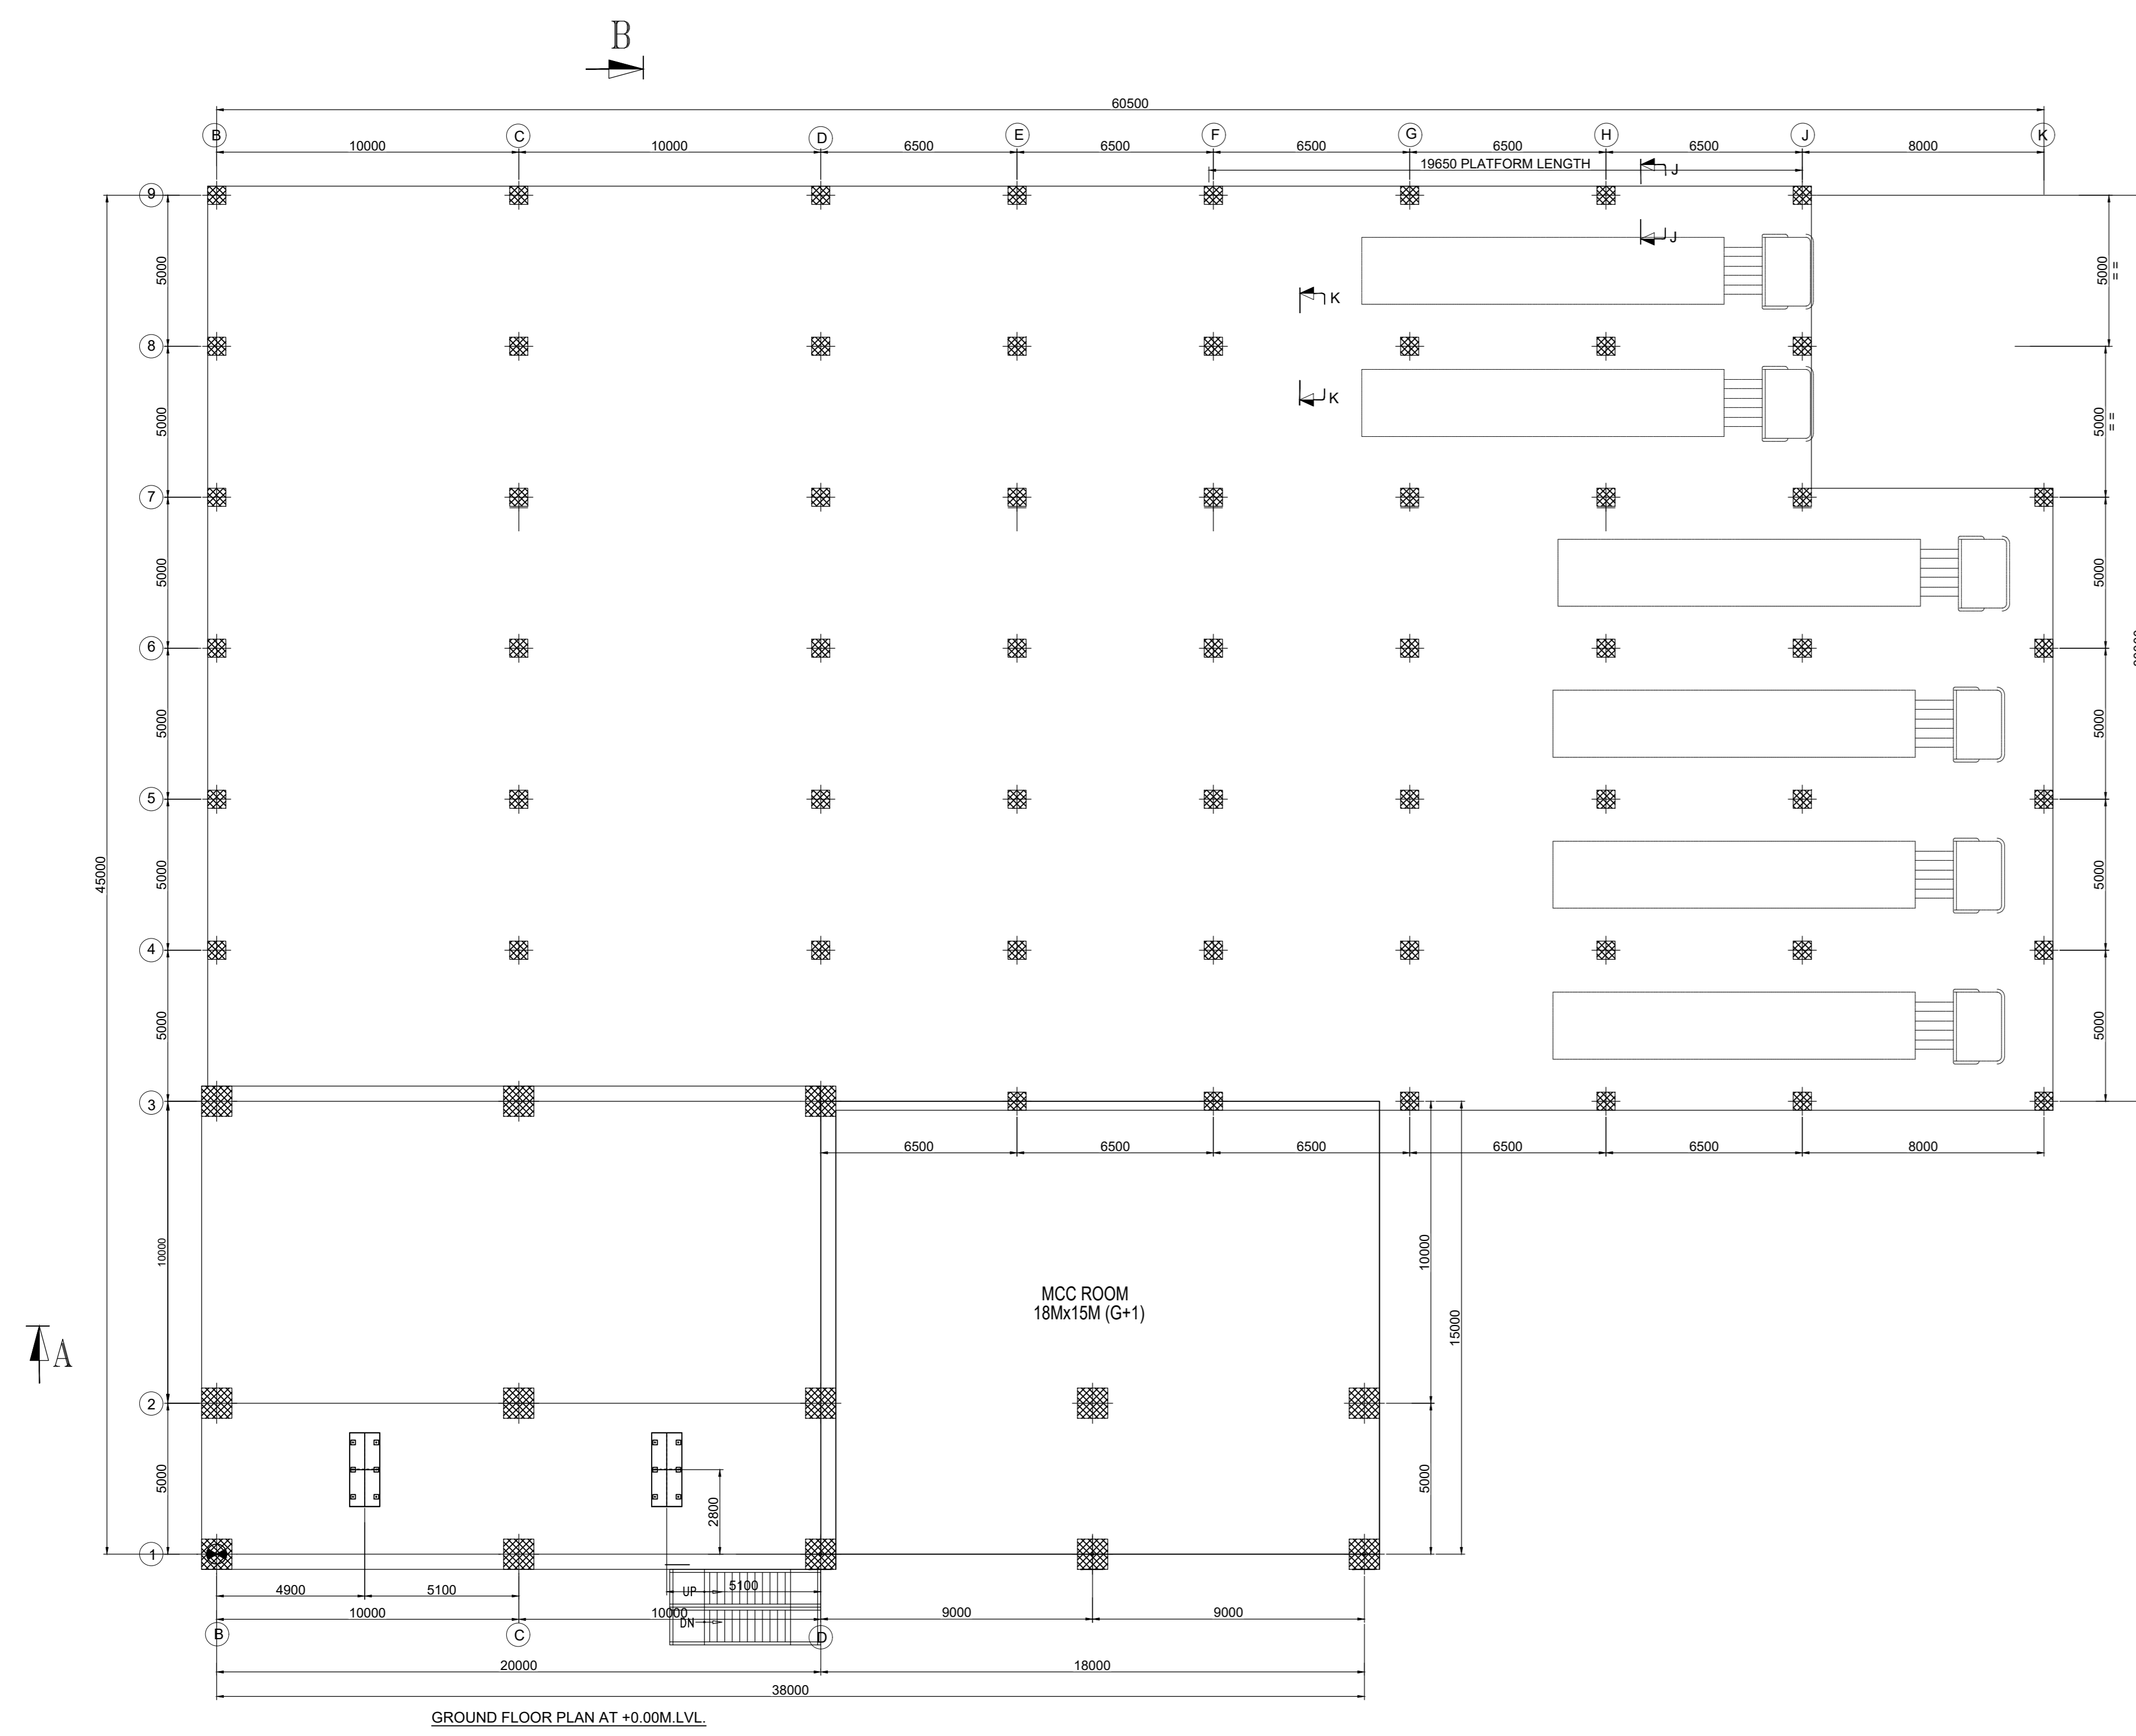 B
60500
B C D E F G H J K
10000 10000 6500 6500 6500 6500 6500 8000
19650 PLATFORM LENGTH
J
9
J
5000 5000 =
=
K
8
K
5000 5000 =
=
7
5000 5000
6
5000 5000
5
45000 5000 5000
4
5000 5000
3
6500 6500 6500 6500 6500 8000
10000 10000
MCC ROOM
18Mx15M (G+1)
15000
A
2
5000 2800 5000
1
4900 5100 UP 5100
10000 10000 9000 9000
DN
B C D
20000 18000
38000
GROUND FLOOR PLAN AT +0.00M.LVL.